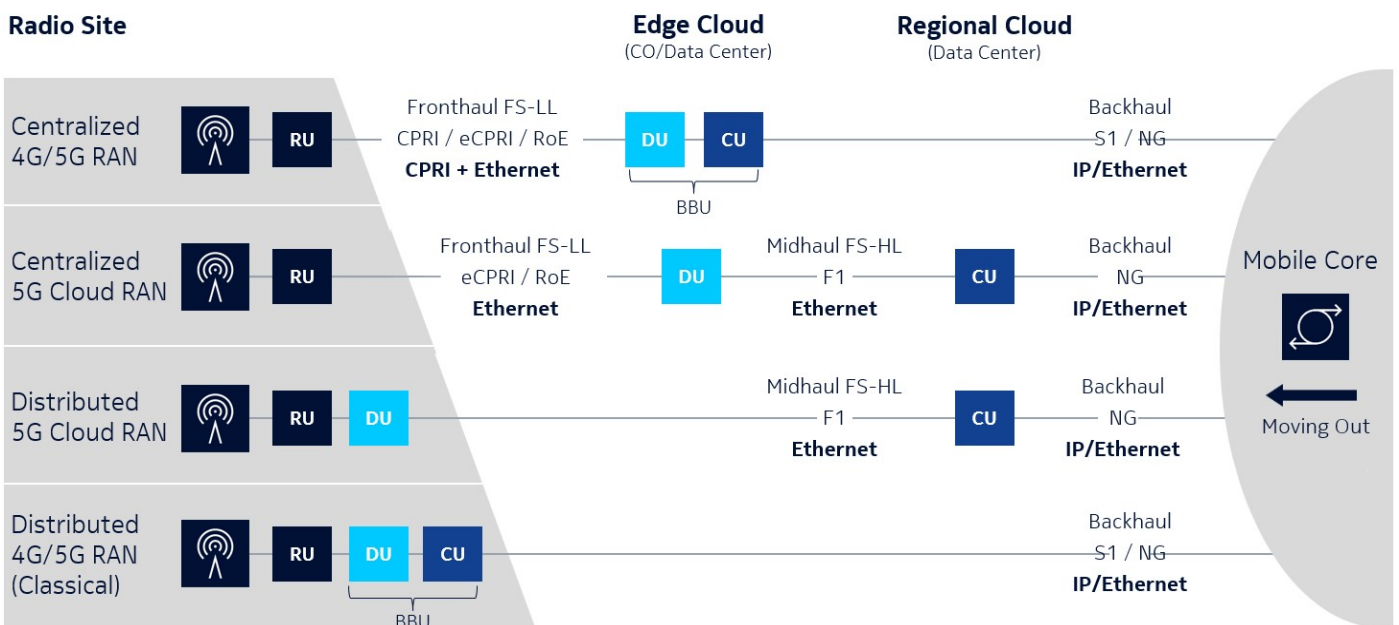 Radio Site
Edge Cloud
(CO/Data Center)
Regional Cloud
(Data Center)
Centralized
4G/5G RAN
RU
Fronthaul FS-LL
CPRI / eCPRI / RoE
CPRI + Ethernet
DU
CU
BBU
Backhaul
S1 / NG
IP/Ethernet
Centralized
5G Cloud RAN
RU
Fronthaul FS-LL
eCPRI / RoE
Ethernet
DU
Midhaul FS-HL
F1
Ethernet
CU
Backhaul
NG
IP/Ethernet
Mobile Core
Moving Out
Distributed
5G Cloud RAN
RU
DU
Midhaul FS-HL
F1
Ethernet
CU
Backhaul
NG
IP/Ethernet
Distributed
4G/5G RAN
(Classical)
RU
DU
CU
BBU
Backhaul
S1 / NG
IP/Ethernet